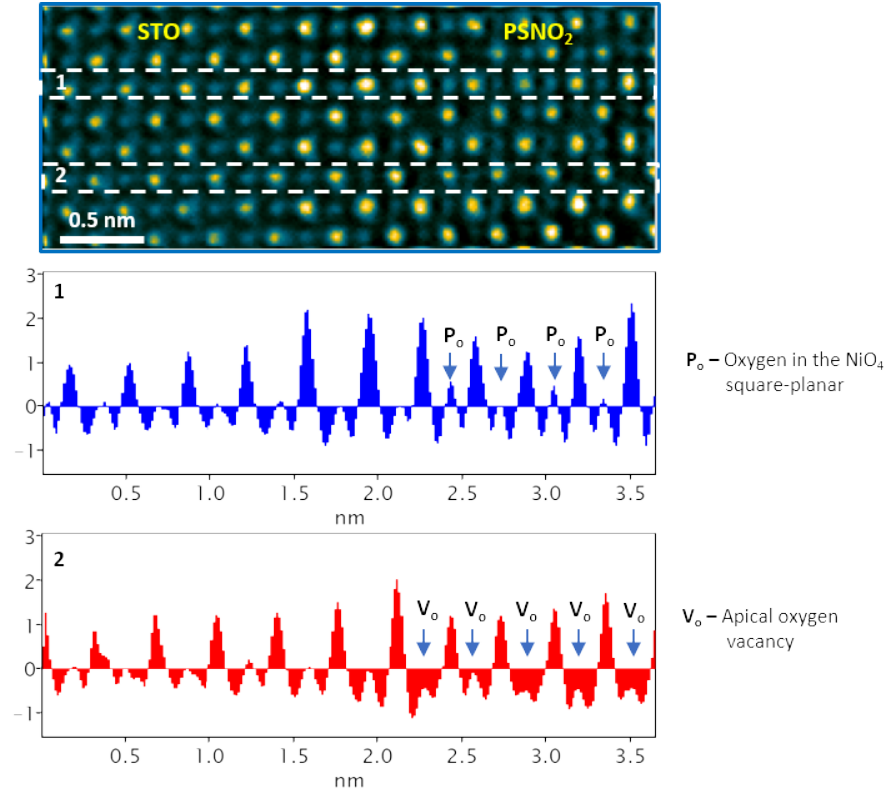 STO PSNO₂
1
2
0.5 nm
3
1
2
Pₒ Pₒ Pₒ Pₒ
1
0
−1
0.5 1.0 1.5 2.0 2.5 3.0 3.5
nm
Pₒ – Oxygen in the NiO₄
square-planar
3
2
2
Vₒ Vₒ Vₒ Vₒ Vₒ
1
0
−1
0.5 1.0 1.5 2.0 2.5 3.0 3.5
nm
Vₒ – Apical oxygen
vacancy